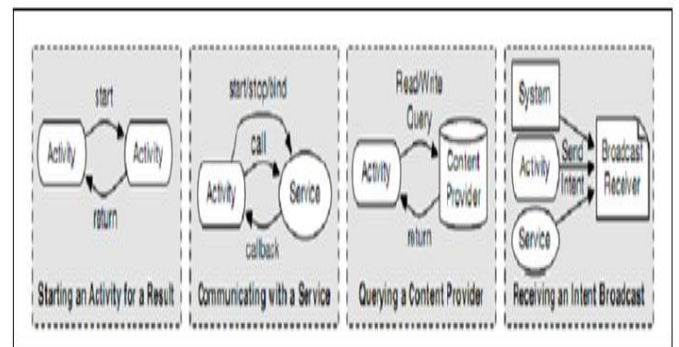 start
Activity
Activity
return
Starting an Activity for a Result
start/stop/bind
call
Activity
Service
callback
Communicating with a Service
Read/Write
Query
Activity
Content
Provider
return
Querying a Content Provider
System
Activity
Send
Intent
Broadcast
Receiver
Service
Receiving an Intent Broadcast